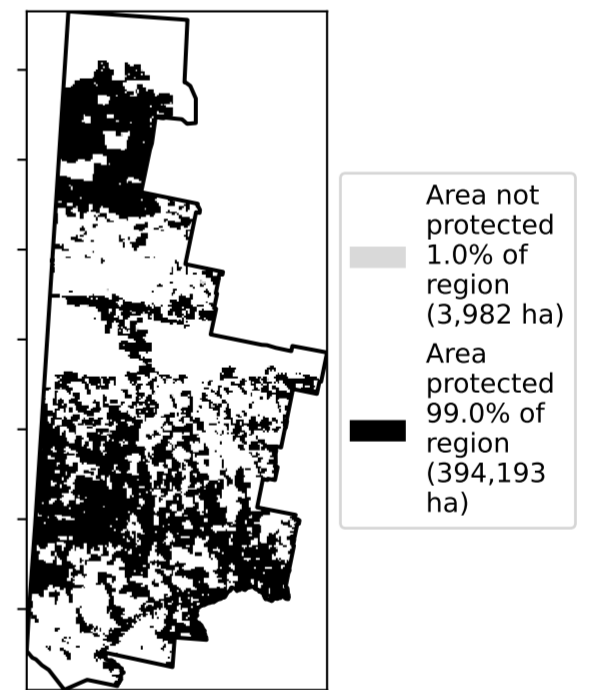 Area not
protected
1.0% of
region
(3,982 ha)
Area
protected
99.0% of
region
(394,193
ha)